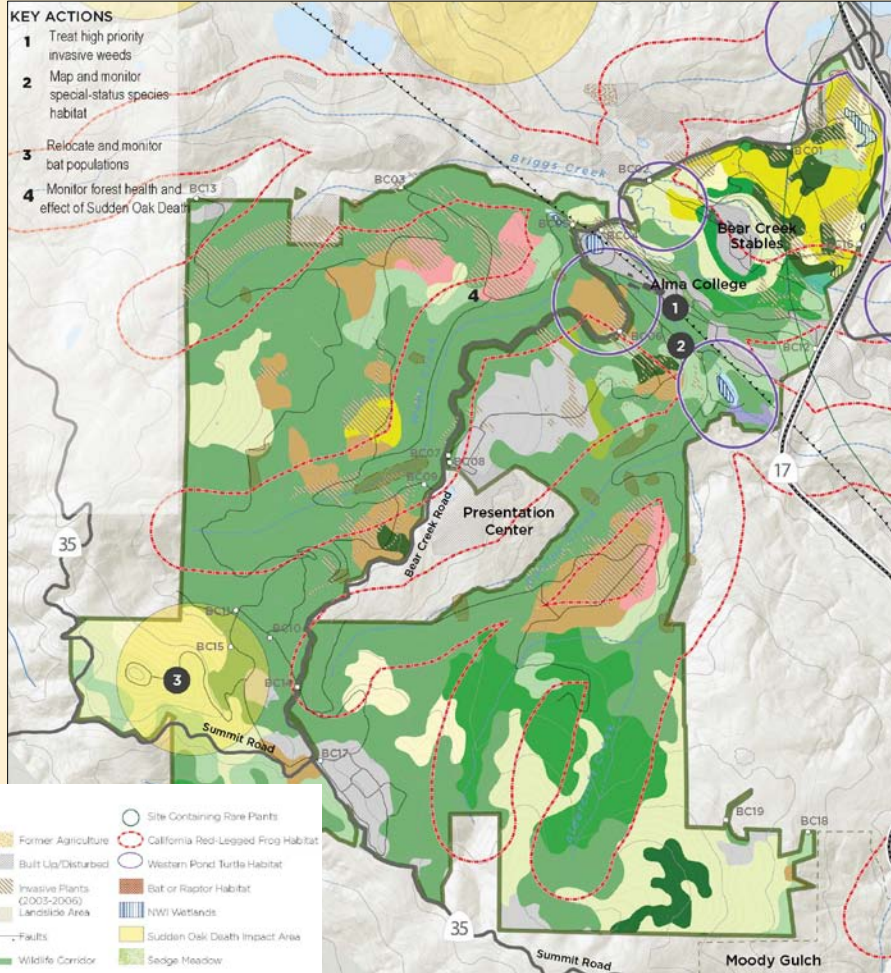 KEY ACTIONS
1 Treat high priority
invasive weeds
2 Map and monitor
special-status species
habitat
3 Relocate and monitor
bat populations
4 Monitor forest health and
effect of Sudden Oak Death
BC13
BC03
Briggs Creek
BC02
BC01
Bear Creek
Stables
BC16
Alma College
4
1
2
BC12
17
BC07
BC08
BC09
Bear Creek Road
Presentation
Center
35
BC10
BC15
3
BC14
Summit Road
BC17
BC19
BC18
35
Summit Road
Moody Gulch
Site Containing Rare Plants
Former Agriculture
California Red-Legged Frog Habitat
Built Up/Disturbed
Western Pond Turtle Habitat
Invasive Plants
(2003-2006)
Bat or Raptor Habitat
Landslide Area
NWI Wetlands
Faults
Sudden Oak Death Impact Area
Wildlife Corridor
Sedge Meadow